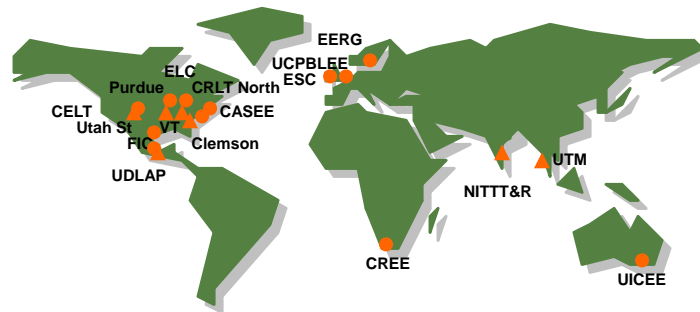 EERG
ELC
UCPBLEE
Purdue
CRLT North
ESC
CELT
CASEE
Utah St
VT
FIC
Clemson
UDLAP
UTM
NITTT&R
CREE
UICEE